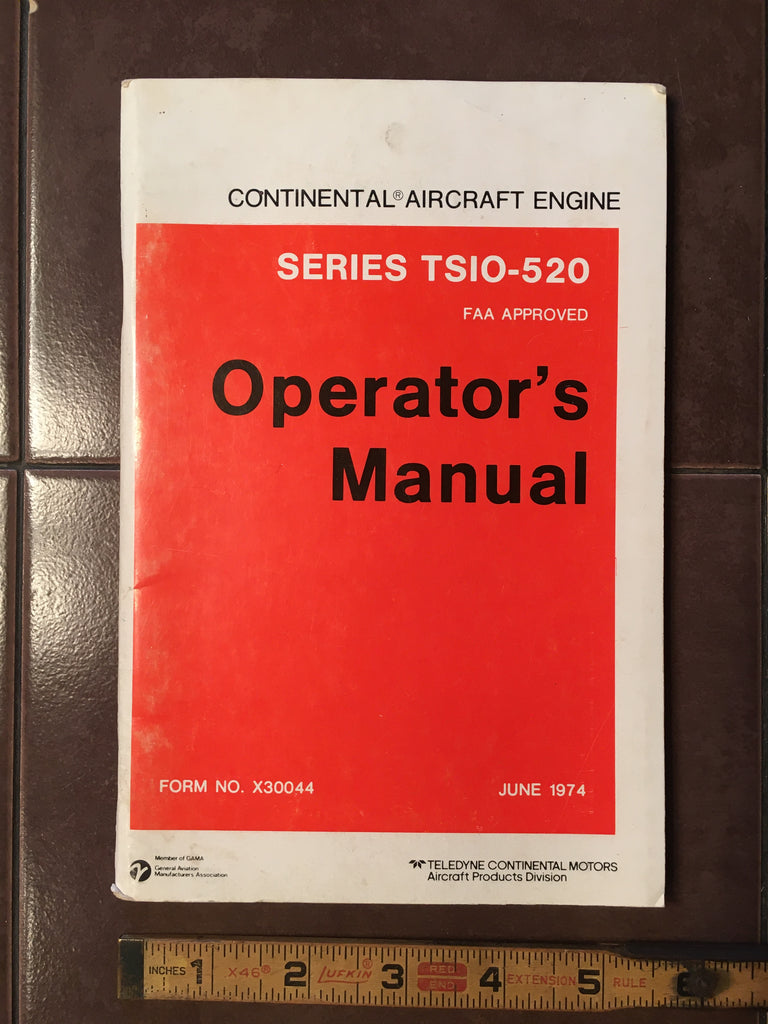 CONTINENTAL® AIRCRAFT ENGINE
SERIES TSIO-520
FAA APPROVED
Operator's
Manual
FORM NO. X30044 JUNE 1974
Member of GAMA
General Aviation
Manufacturers Association
TELEDYNE CONTINENTAL MOTORS
Aircraft Products Division
INCHES 1 X46® 2 LUFKIN® 3 RED END 4 EXTENSION 5 RULE 6